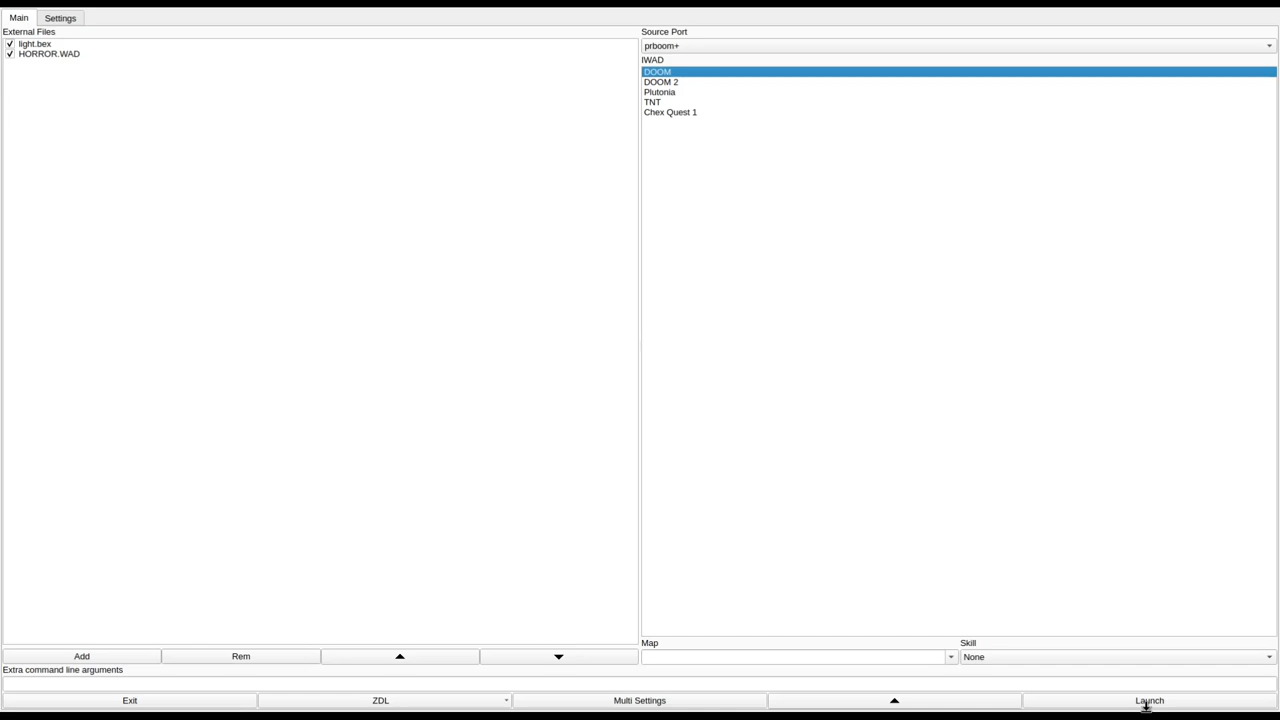 Main Settings
External Files
light.bex
HORROR.WAD
Source Port
prboom+
IWAD
DOOM
DOOM 2
Plutonia
TNT
Chex Quest 1
Add Rem
Map Skill
None
Extra command line arguments
Exit ZDL Multi Settings Launch